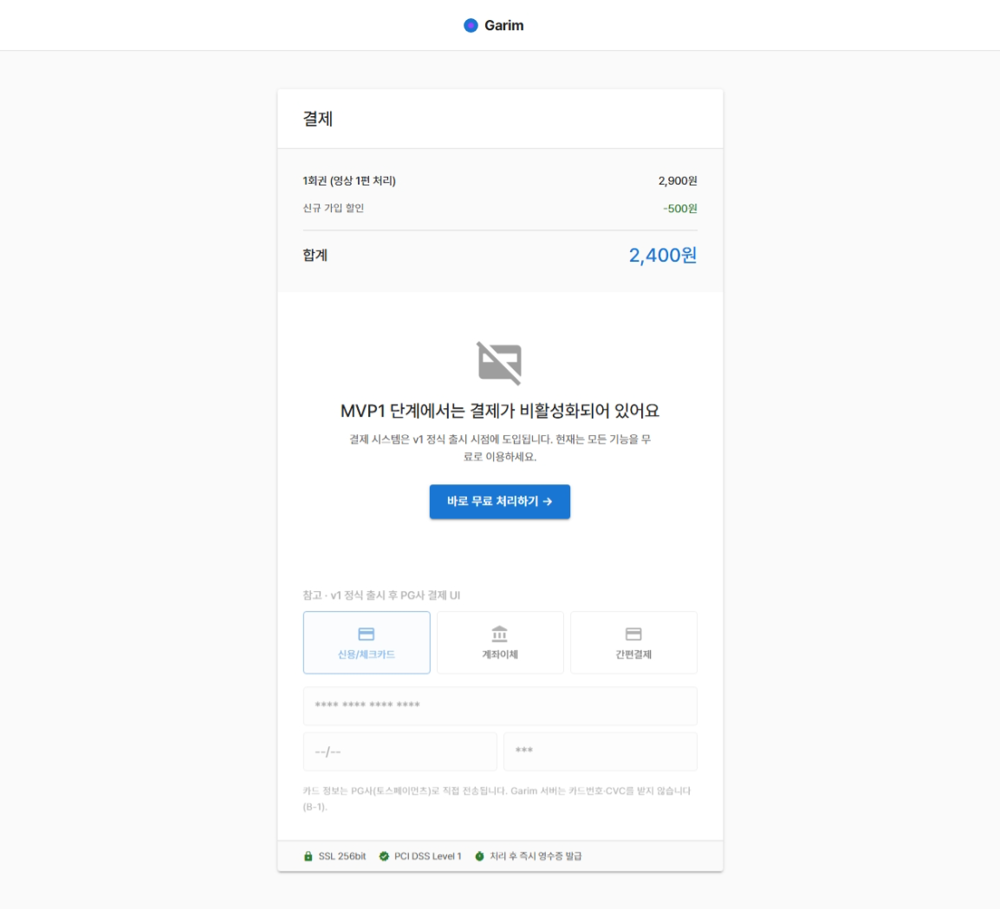 Garim
결제
1회권 (영상 1편 처리) 2,900원
신규 가입 할인 -500원
합계 2,400원
MVP1 단계에서는 결제가 비활성화되어 있어요
결제 시스템은 v1 정식 출시 시점에 도입됩니다. 현재는 모든 기능을 무
료로 이용하세요.
바로 무료 처리하기 →
참고 · v1 정식 출시 후 PG사 결제 UI
신용/체크카드 계좌이체 간편결제
**** **** **** ****
--/-- ***
카드 정보는 PG사(토스페이먼츠)로 직접 전송됩니다. Garim 서버는 카드번호·CVC를 받지 않습니다
(B-1).
SSL 256bit PCI DSS Level 1 처리 후 즉시 영수증 발급